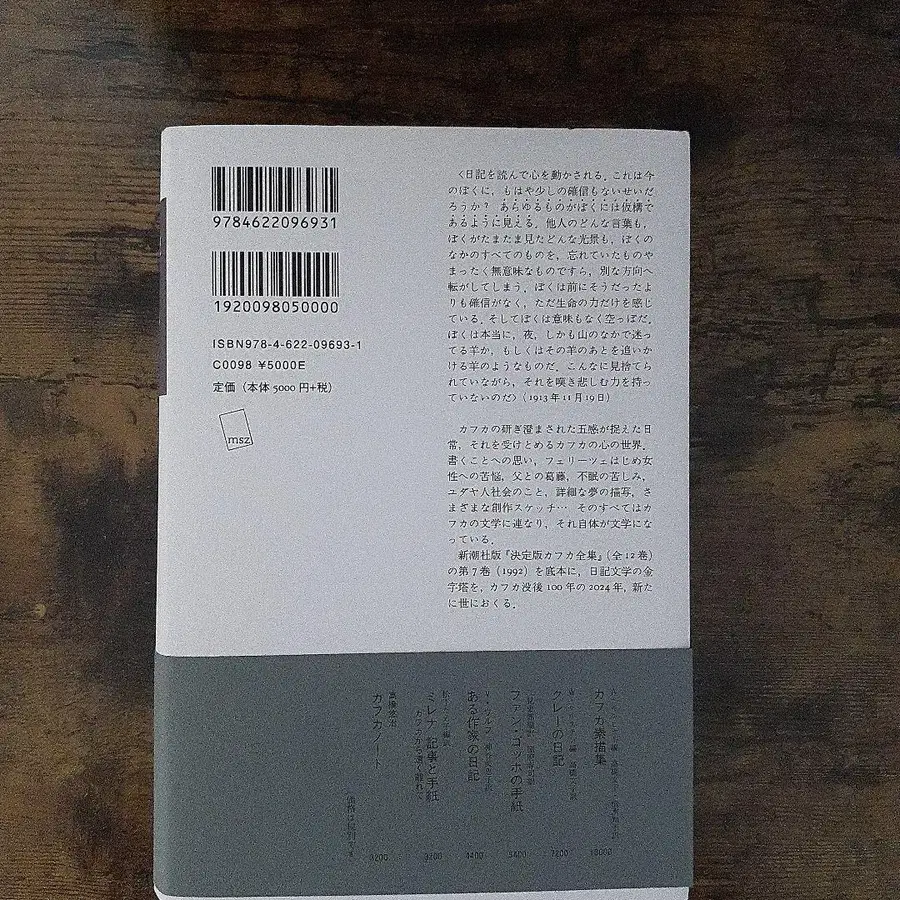 9784622096931
1920098050000
ISBN978-4-622-09693-1
C0098 ¥5000E
定価（本体5000円+税）
msz
〈日記を読んで心を動かされる．これは今
のぼくに，もはや少しの確信もないせいだ
ろうか？ あらゆるものがぼくには仮構で
あるように見える．他人のどんな言葉も，
ぼくがたまたま見たどんな光景も，ぼくの
なかのすべてのものを，忘れていたものや
まったく無意味なものですら，別な方向へ
転がしてしまう．ぼくは前にそうだったよ
りも確信がなく，ただ生命の力だけを感じ
ている．そしてぼくは意味もなく空っぽだ．
ぼくは本当に，夜，しかも山のなかで迷っ
てる羊か，もしくはその羊のあとを追いか
ける羊のようなものだ．こんなに見捨てら
れていながら，それを嘆き悲しむ力を持っ
ていないのだ〉（1913年11月19日）
カフカの研ぎ澄まされた五感が捉えた日
常，それを受けとめるカフカの心の世界．
書くことへの思い，フェリーツェはじめ女
性への苦悩，父との葛藤，不眠の苦しみ，
ユダヤ人社会のこと，詳細な夢の描写，さ
まざまな創作スケッチ… そのすべてはカ
フカの文学に連なり，それ自体が文学にな
っている．
新潮社版『決定版カフカ全集』（全12巻）
の第7巻（1992）を底本に，日記文学の金
字塔を，カフカ没後100年の2024年，新た
に世におくる．
カフカ素描集
13000
クレーの日記
7200
ファン・ゴッホの手紙
5400
ある作家の日記
4400
ミレナ 記事と手紙
カフカから遠く離れて
3200
カフカノート
3200